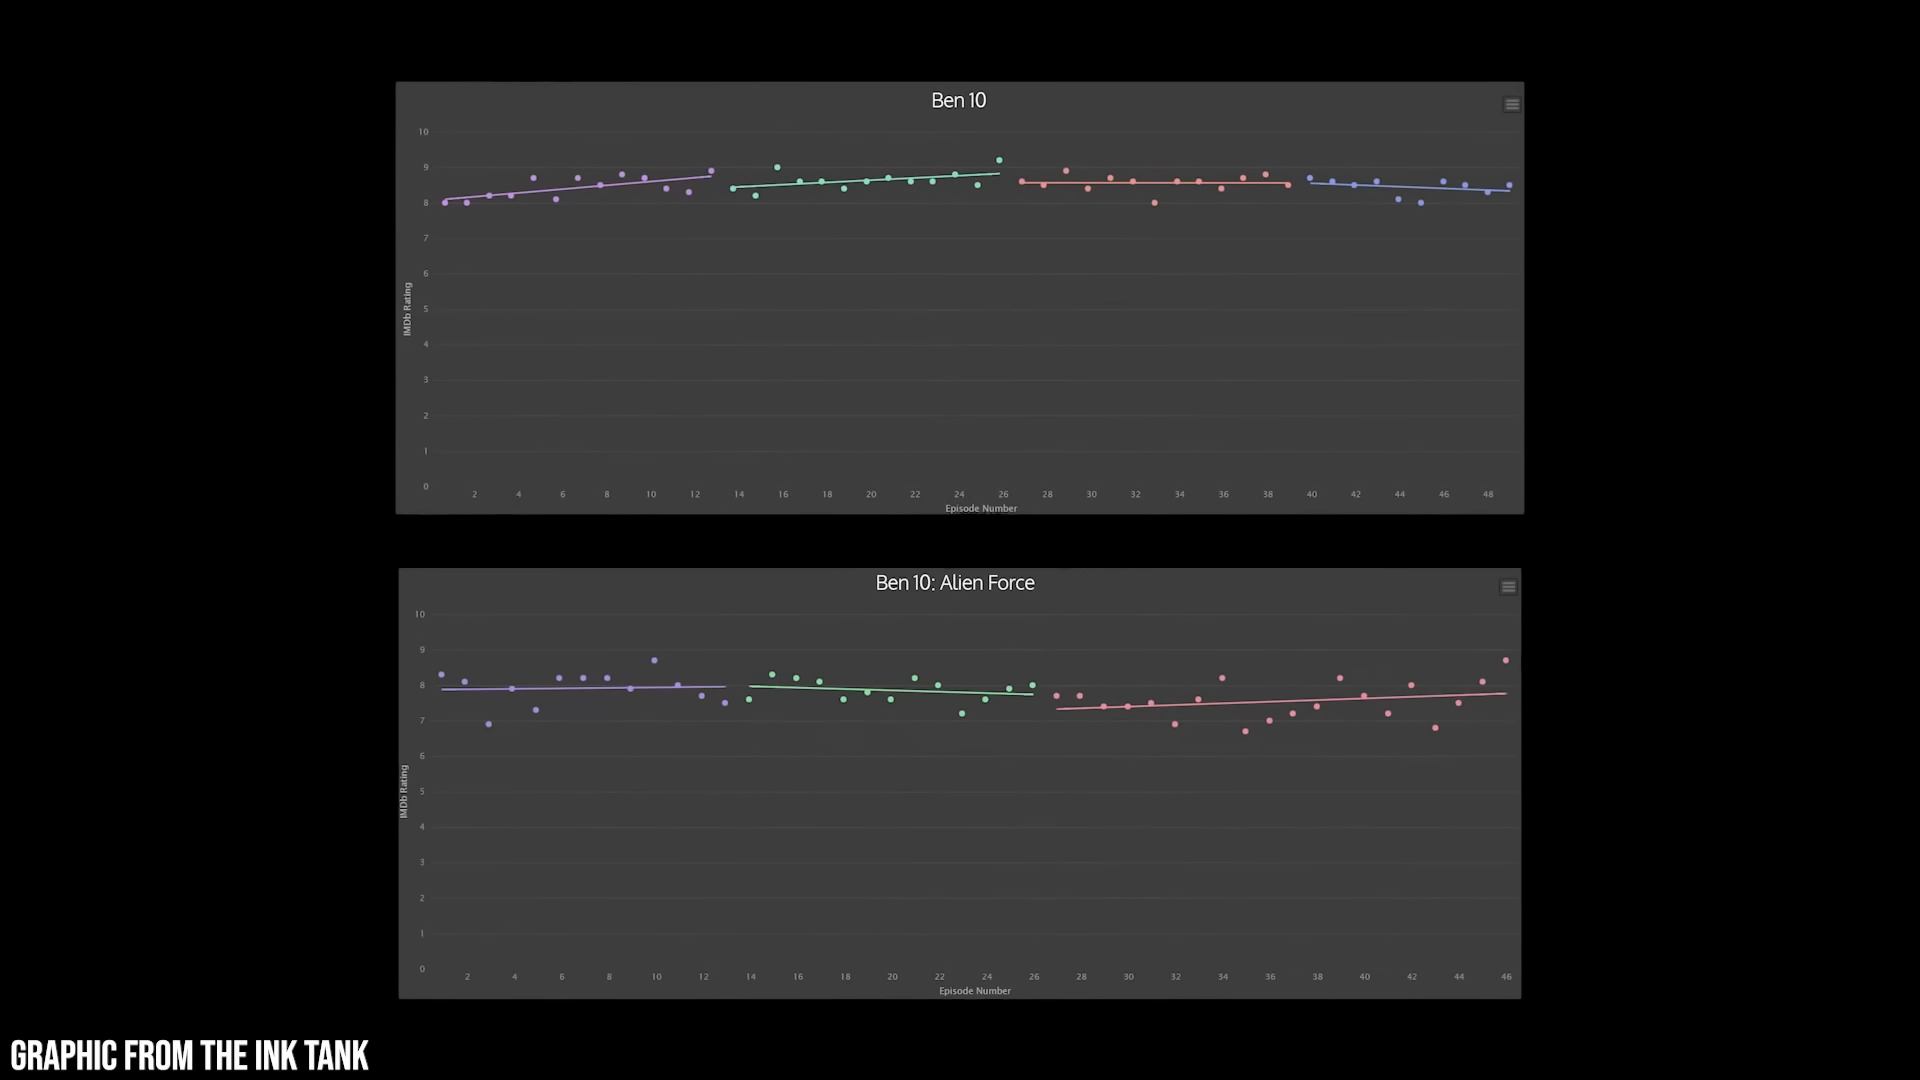 Ben 10
10
9
8
7
6
5
4
3
2
1
0
IMDb Rating
2 4 6 8 10 12 14 16 18 20 22 24 26 28 30 32 34 36 38 40 42 44 46 48
Episode Number
Ben 10: Alien Force
10
9
8
7
6
5
4
3
2
1
0
IMDb Rating
2 4 6 8 10 12 14 16 18 20 22 24 26 28 30 32 34 36 38 40 42 44 46
Episode Number
GRAPHIC FROM THE INK TANK